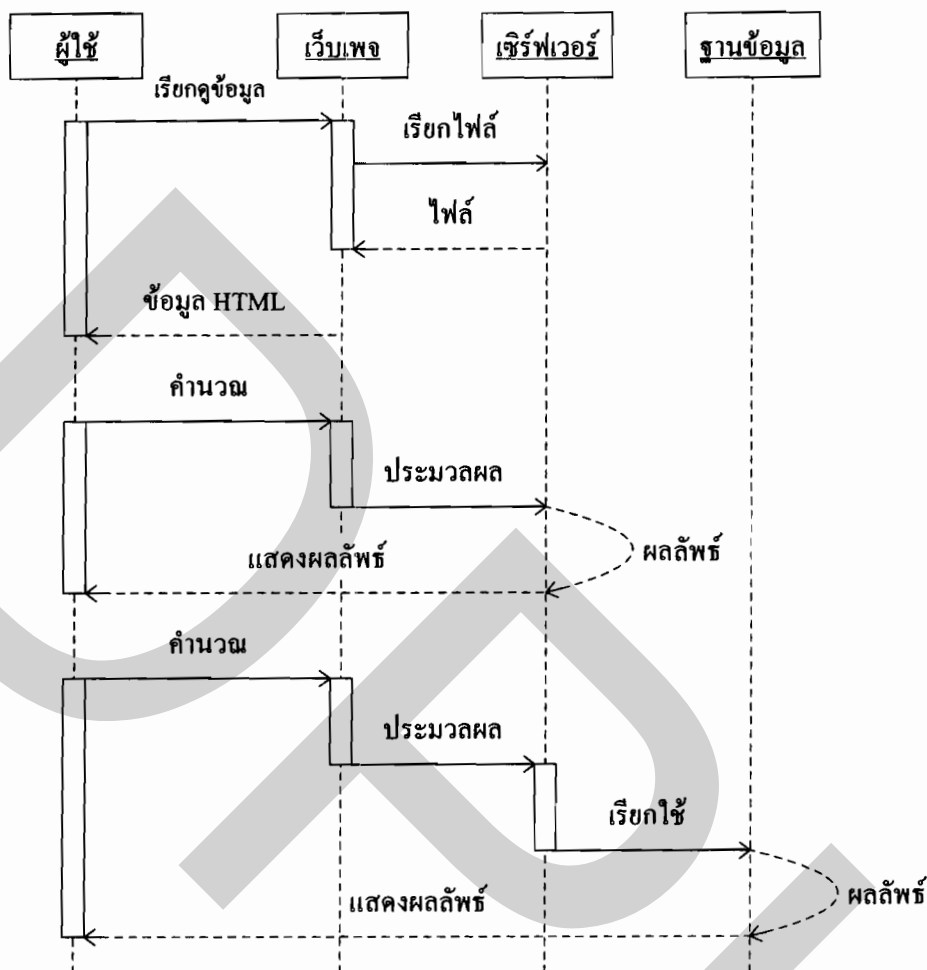 ผู้ใช้
เว็บเพจ
เซิร์ฟเวอร์
ฐานข้อมูล
เรียกดูข้อมูล
เรียกไฟล์
ไฟล์
ข้อมูล HTML
คำนวณ
ประมวลผล
ผลลัพธ์
แสดงผลลัพธ์
คำนวณ
ประมวลผล
เรียกใช้
ผลลัพธ์
แสดงผลลัพธ์